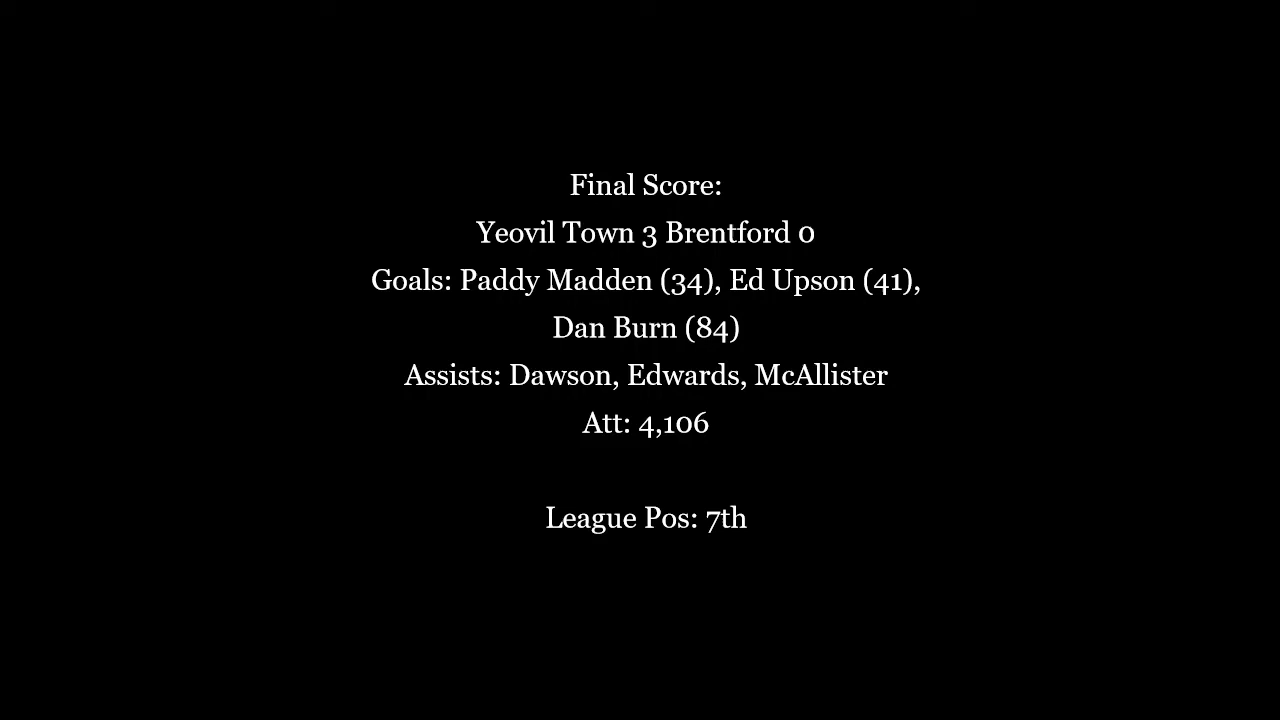 Final Score:
Yeovil Town 3 Brentford 0
Goals: Paddy Madden (34), Ed Upson (41),
Dan Burn (84)
Assists: Dawson, Edwards, McAllister
Att: 4,106
League Pos: 7th